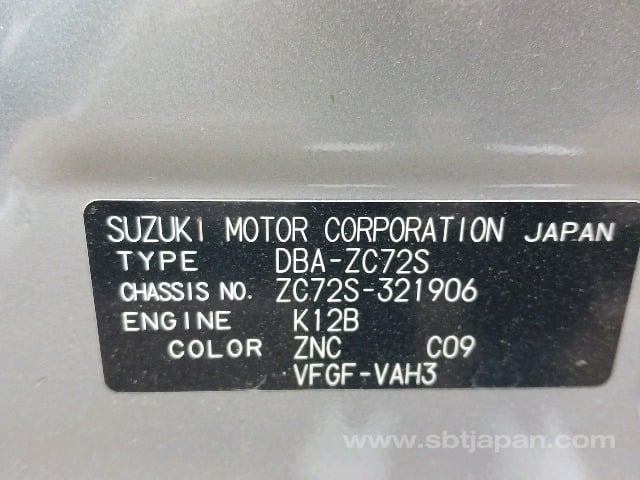 SUZUKI MOTOR CORPORATION JAPAN
TYPE DBA-ZC72S
CHASSIS NO. ZC72S-321906
ENGINE K12B
COLOR ZNC C09
VFGF-VAH3
www.sbtjapan.com